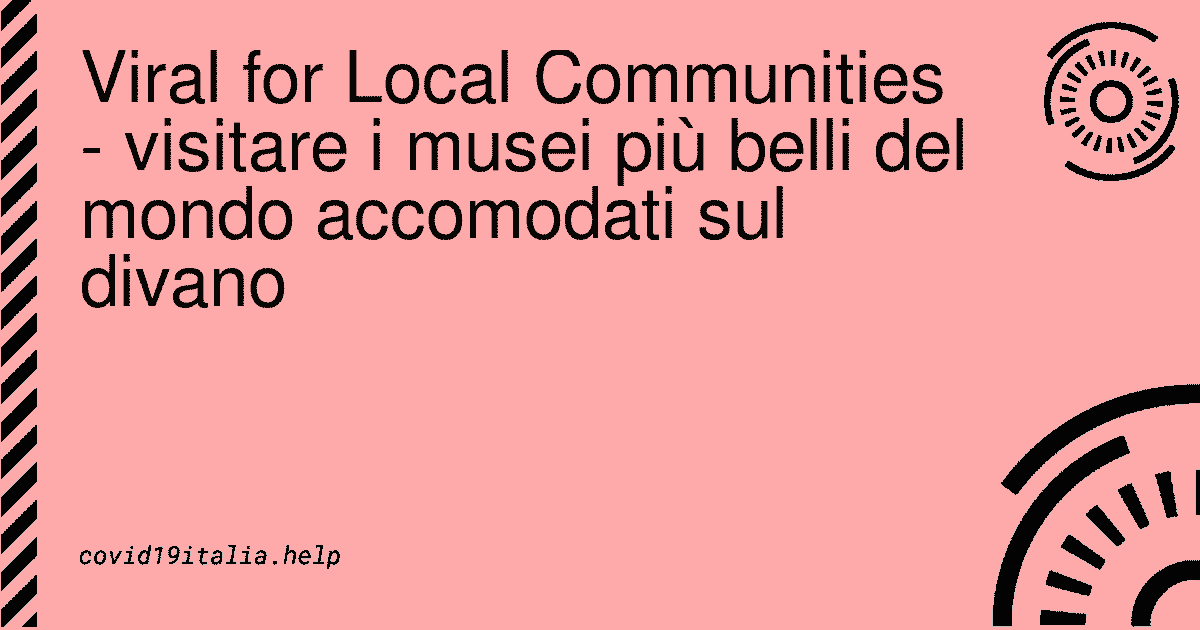 Viral for Local Communities
- visitare i musei più belli del
mondo accomodati sul
divano
covid19italia.help